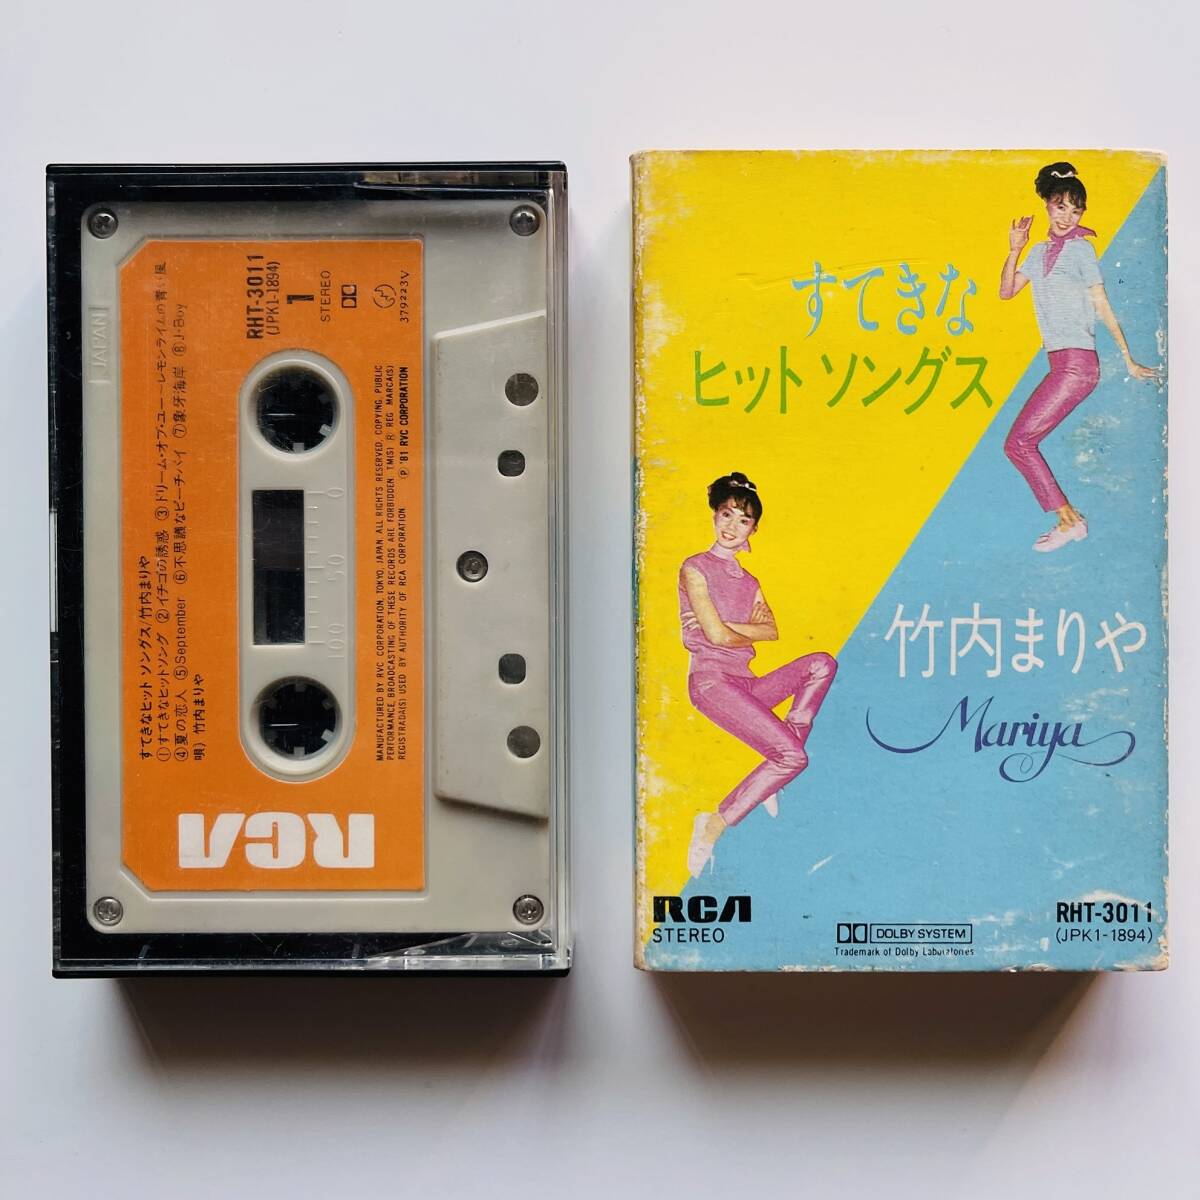 JAPAN
すてきなヒット ソングス/竹内まりや
①すてきなヒットソング ②イチゴの誘惑 ③ドリーム・オブ・ユー~レモンライムの青い風
④夏の恋人 ⑤September ⑥不思議なピーチパイ ⑦象牙海岸 ⑧J-Boy
唄) 竹内まりや
RHT-3011
(JPK1-1894)
1
STEREO
379223V
100 50 0
MANUFACTURED BY RVC CORPORATION, TOKYO, JAPAN. ALL RIGHTS RESERVED, COPYING PUBLIC
PERFORMANCE, BROADCASTING OF THESE RECORDS ARE FORBIDDEN. TM(S) ® REG MARCA(S)
REGISTRADA(S) USED BY AUTHORITY OF RCA CORPORATION ℗ '81 RVC CORPORATION
RCA
すてきな
ヒット ソングス
竹内まりや
Mariya
RCA
STEREO
DOLBY SYSTEM
Trademark of Dolby Laboratories
RHT-3011
(JPK1-1894)